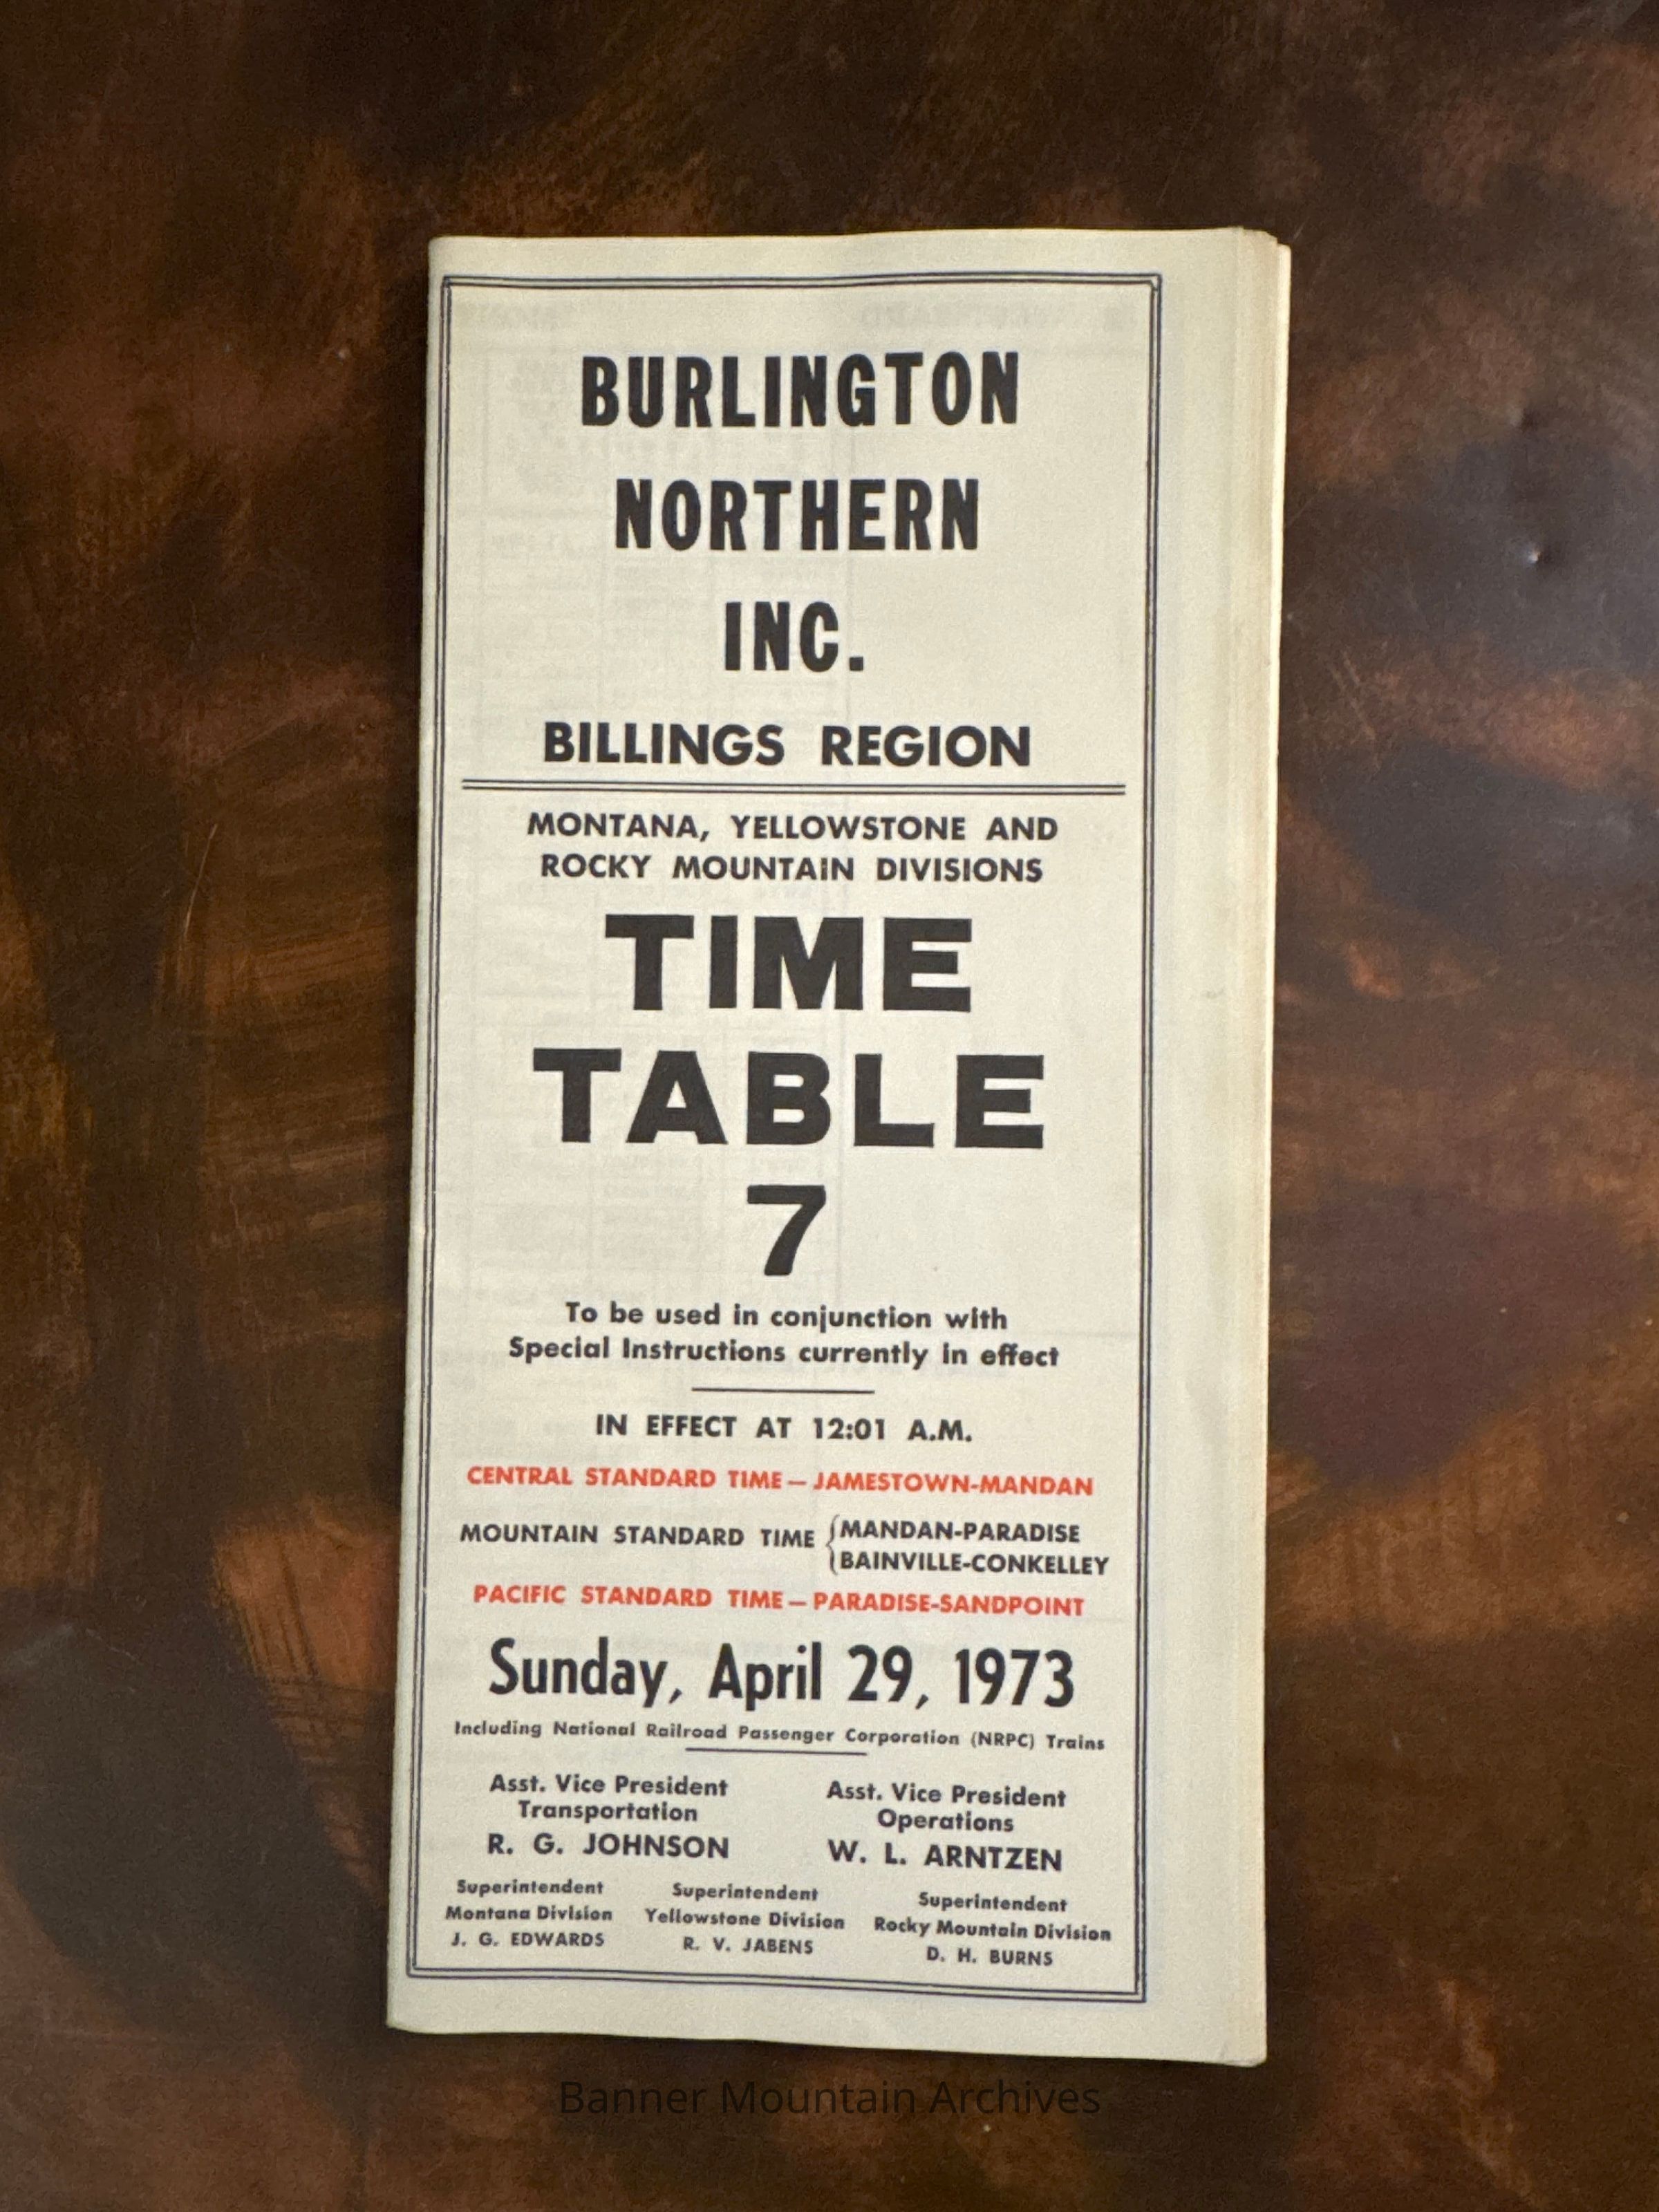 BURLINGTON
NORTHERN
INC.
BILLINGS REGION
MONTANA, YELLOWSTONE AND
ROCKY MOUNTAIN DIVISIONS
TIME
TABLE
7
To be used in conjunction with
Special Instructions currently in effect
IN EFFECT AT 12:01 A.M.
CENTRAL STANDARD TIME — JAMESTOWN-MANDAN
MOUNTAIN STANDARD TIME { MANDAN-PARADISE
BAINVILLE-CONKELLEY
PACIFIC STANDARD TIME — PARADISE-SANDPOINT
Sunday, April 29, 1973
Including National Railroad Passenger Corporation (NRPC) Trains
Asst. Vice President Asst. Vice President
Transportation Operations
R. G. JOHNSON W. L. ARNTZEN
Superintendent Superintendent Superintendent
Montana Division Yellowstone Division Rocky Mountain Division
J. G. EDWARDS R. V. JABENS D. H. BURNS
Banner Mountain Archives